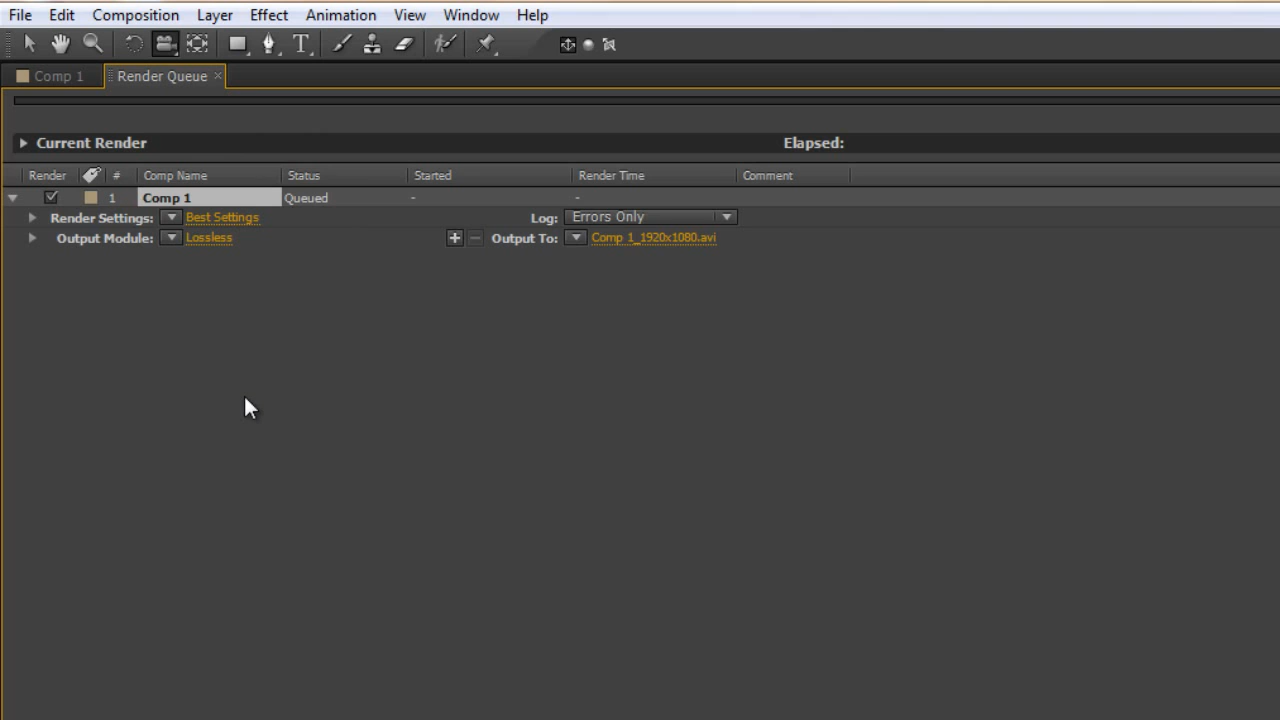 File Edit Composition Layer Effect Animation View Window Help
T
Comp 1 Render Queue ×
Current Render Elapsed:
Render # Comp Name Status Started Render Time Comment
1 Comp 1 Queued - -
Render Settings: Best Settings Log: Errors Only
Output Module: Lossless + - Output To: Comp 1_1920x1080.avi